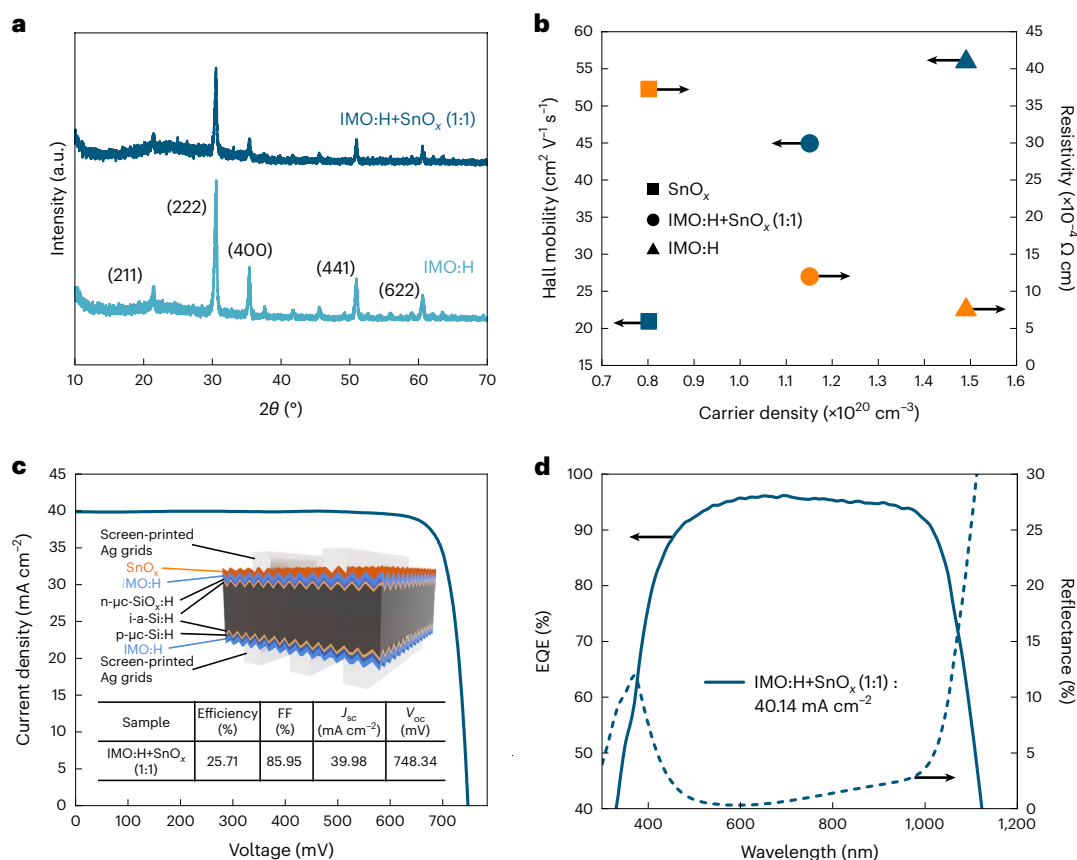 a
Intensity (a.u.)
IMO:H+SnOₓ (1:1)
(222)
(400)
(211)
(441)
(622)
IMO:H
10 20 30 40 50 60 70
2θ (°)
b
Hall mobility (cm² V⁻¹ s⁻¹)
60
55
50
45
40
35
30
25
20
15
SnOₓ
IMO:H+SnOₓ (1:1)
IMO:H
45
40
35
30
25
20
15
10
5
0
Resistivity (×10⁻⁴ Ω cm)
0.7 0.8 0.9 1.0 1.1 1.2 1.3 1.4 1.5 1.6
Carrier density (×10²⁰ cm⁻³)
c
Current density (mA cm⁻²)
45
40
35
30
25
20
15
10
5
0
Screen-printed
Ag grids
SnOₓ
IMO:H
n-μc-SiOₓ:H
i-a-Si:H
p-μc-Si:H
IMO:H
Screen-printed
Ag grids
Sample Efficiency (%) FF (%) Jsc (mA cm⁻²) Voc (mV)
IMO:H+SnOₓ (1:1) 25.71 85.95 39.98 748.34
0 100 200 300 400 500 600 700
Voltage (mV)
d
EQE (%)
100
90
80
70
60
50
40
IMO:H+SnOₓ (1:1) :
40.14 mA cm⁻²
30
25
20
15
10
5
0
Reflectance (%)
400 600 800 1,000 1,200
Wavelength (nm)